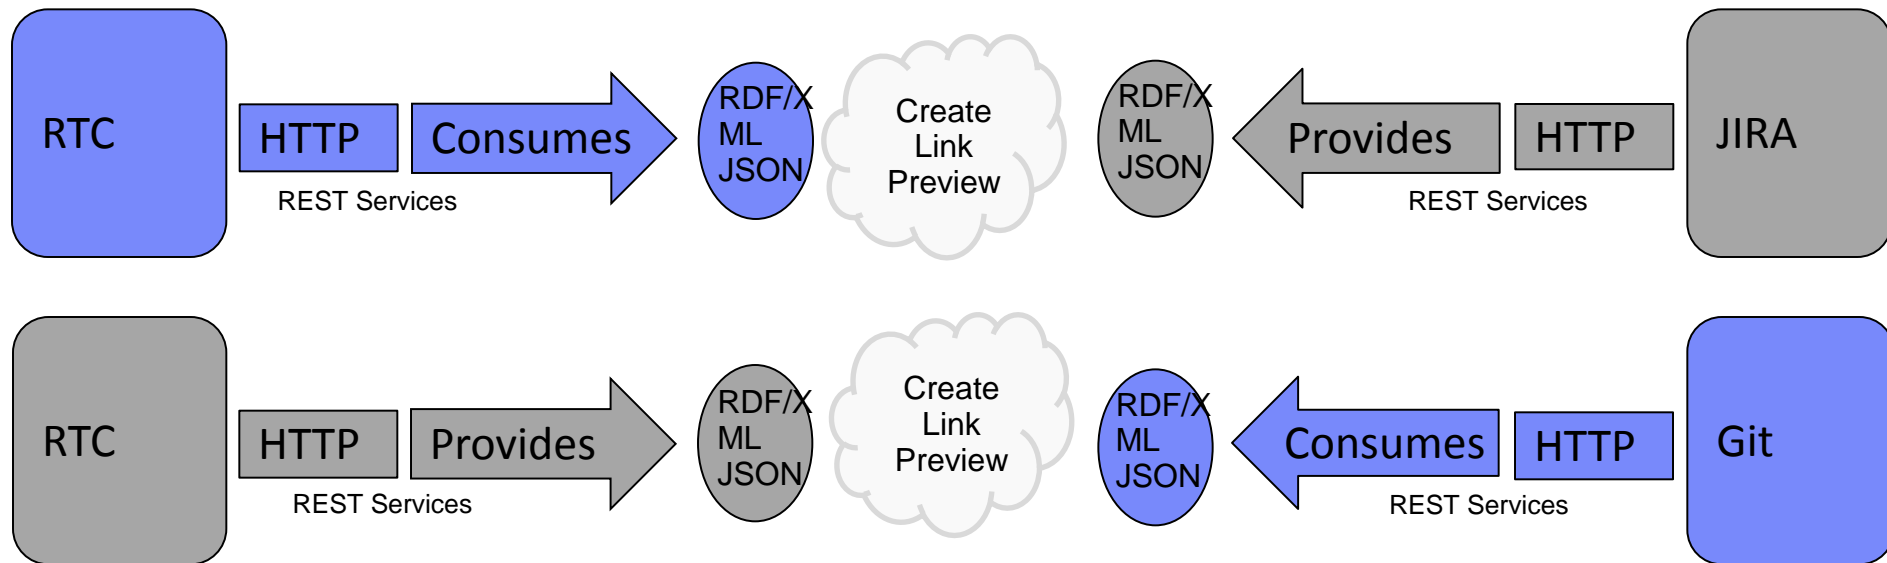 RTC
HTTP
Consumes
REST Services
RDF/X
ML
JSON
Create
Link
Preview
RDF/X
ML
JSON
Provides
HTTP
REST Services
JIRA
RTC
HTTP
Provides
REST Services
RDF/X
ML
JSON
Create
Link
Preview
RDF/X
ML
JSON
Consumes
HTTP
REST Services
Git